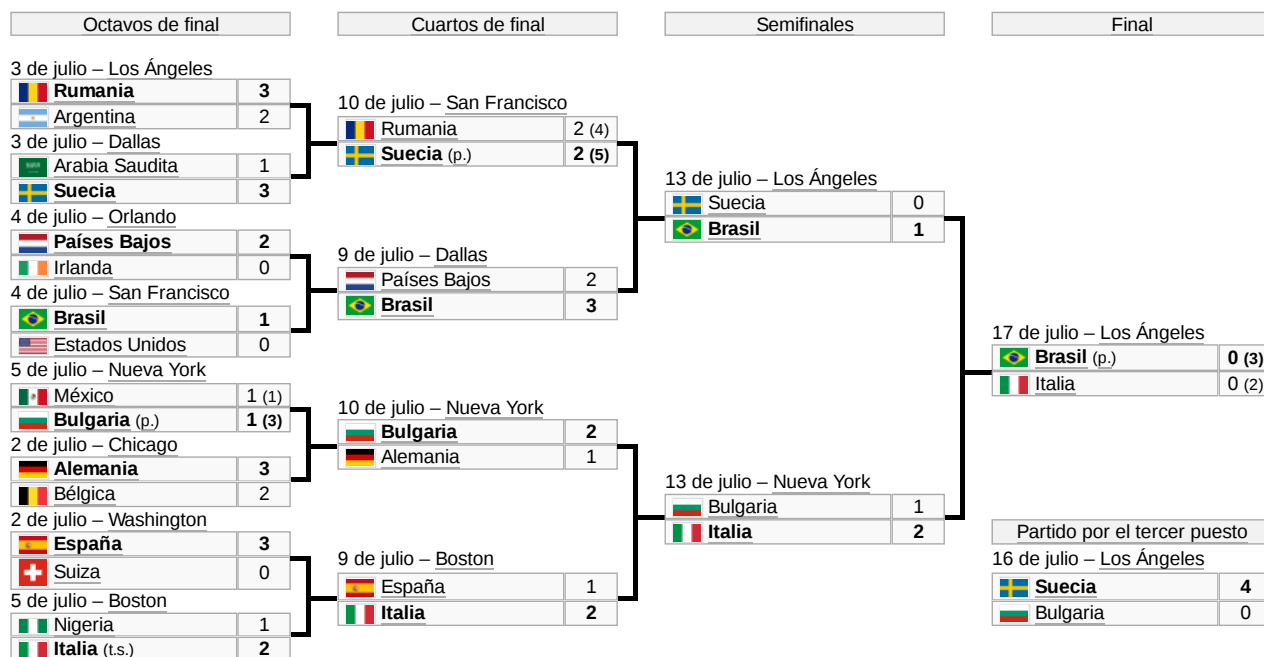 Octavos de final
Cuartos de final
Semifinales
Final
3 de julio – Los Ángeles
Rumania 3
Argentina 2
3 de julio – Dallas
Arabia Saudita 1
Suecia 3
4 de julio – Orlando
Países Bajos 2
Irlanda 0
4 de julio – San Francisco
Brasil 1
Estados Unidos 0
5 de julio – Nueva York
México 1 (1)
Bulgaria (p.) 1 (3)
2 de julio – Chicago
Alemania 3
Bélgica 2
2 de julio – Washington
España 3
Suiza 0
5 de julio – Boston
Nigeria 1
Italia (t.s.) 2
10 de julio – San Francisco
Rumania 2 (4)
Suecia (p.) 2 (5)
9 de julio – Dallas
Países Bajos 2
Brasil 3
10 de julio – Nueva York
Bulgaria 2
Alemania 1
9 de julio – Boston
España 1
Italia 2
13 de julio – Los Ángeles
Suecia 0
Brasil 1
13 de julio – Nueva York
Bulgaria 1
Italia 2
17 de julio – Los Ángeles
Brasil (p.) 0 (3)
Italia 0 (2)
Partido por el tercer puesto
16 de julio – Los Ángeles
Suecia 4
Bulgaria 0